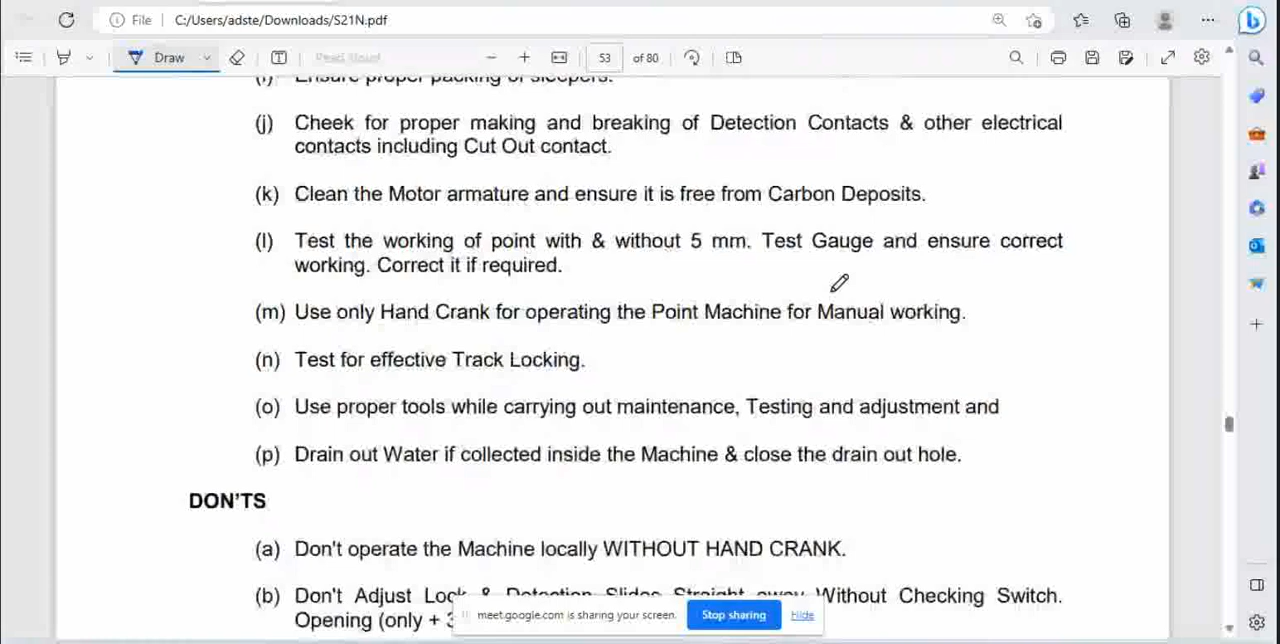 File C:/Users/adste/Downloads/S21N.pdf
Draw Read aloud 53 of 80
(i) Ensure proper packing of sleepers.
(j) Cheek for proper making and breaking of Detection Contacts & other electrical
contacts including Cut Out contact.
(k) Clean the Motor armature and ensure it is free from Carbon Deposits.
(l) Test the working of point with & without 5 mm. Test Gauge and ensure correct
working. Correct it if required.
(m) Use only Hand Crank for operating the Point Machine for Manual working.
(n) Test for effective Track Locking.
(o) Use proper tools while carrying out maintenance, Testing and adjustment and
(p) Drain out Water if collected inside the Machine & close the drain out hole.
DON'TS
(a) Don't operate the Machine locally WITHOUT HAND CRANK.
(b) Don't Adjust Lock & Detection Slides Straight away Without Checking Switch.
Opening (only + 3
meet.google.com is sharing your screen. Stop sharing Hide